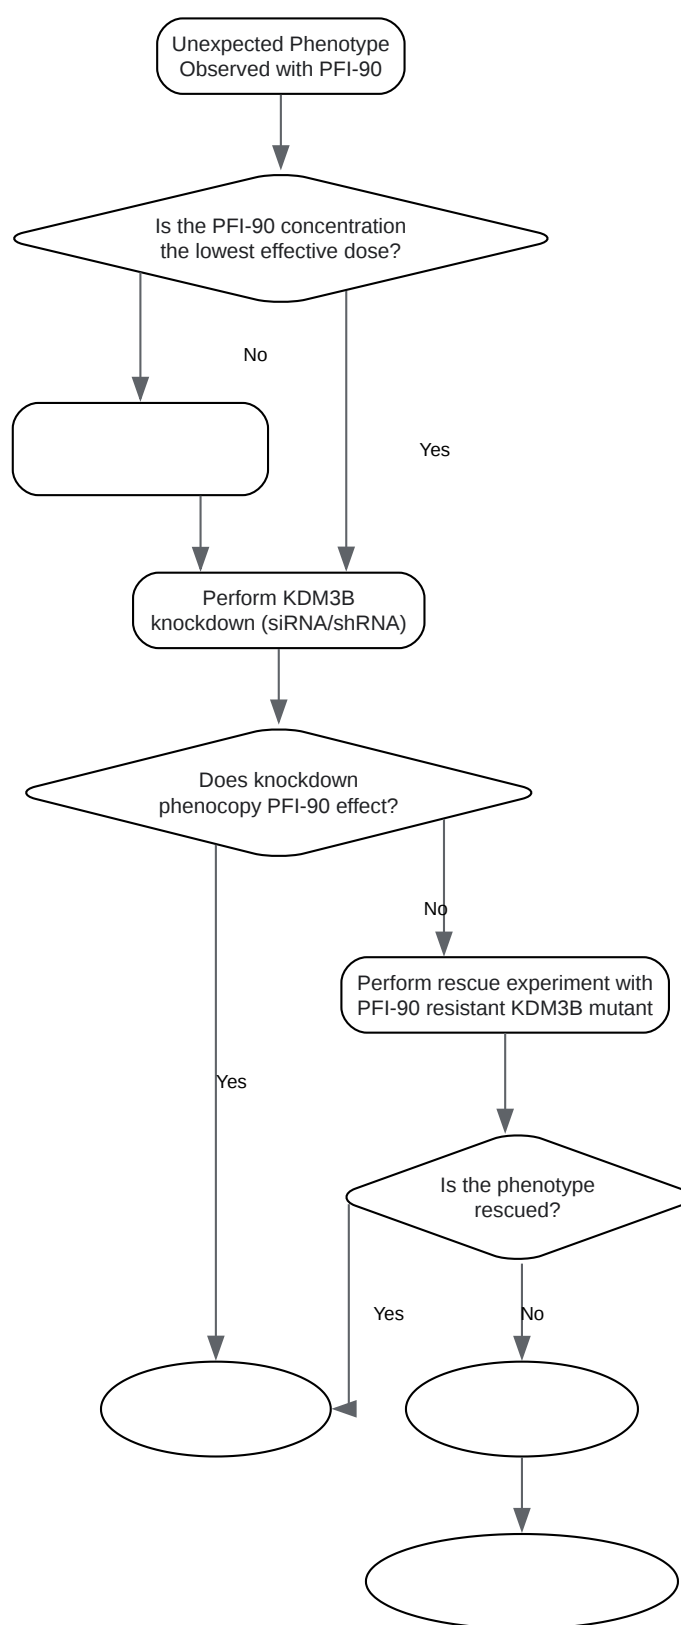 Unexpected Phenotype
Observed with PFI-90
Is the PFI-90 concentration
the lowest effective dose?
No
Yes
Perform KDM3B
knockdown (siRNA/shRNA)
Does knockdown
phenocopy PFI-90 effect?
No
Perform rescue experiment with
PFI-90 resistant KDM3B mutant
Yes
Is the phenotype
rescued?
Yes
No